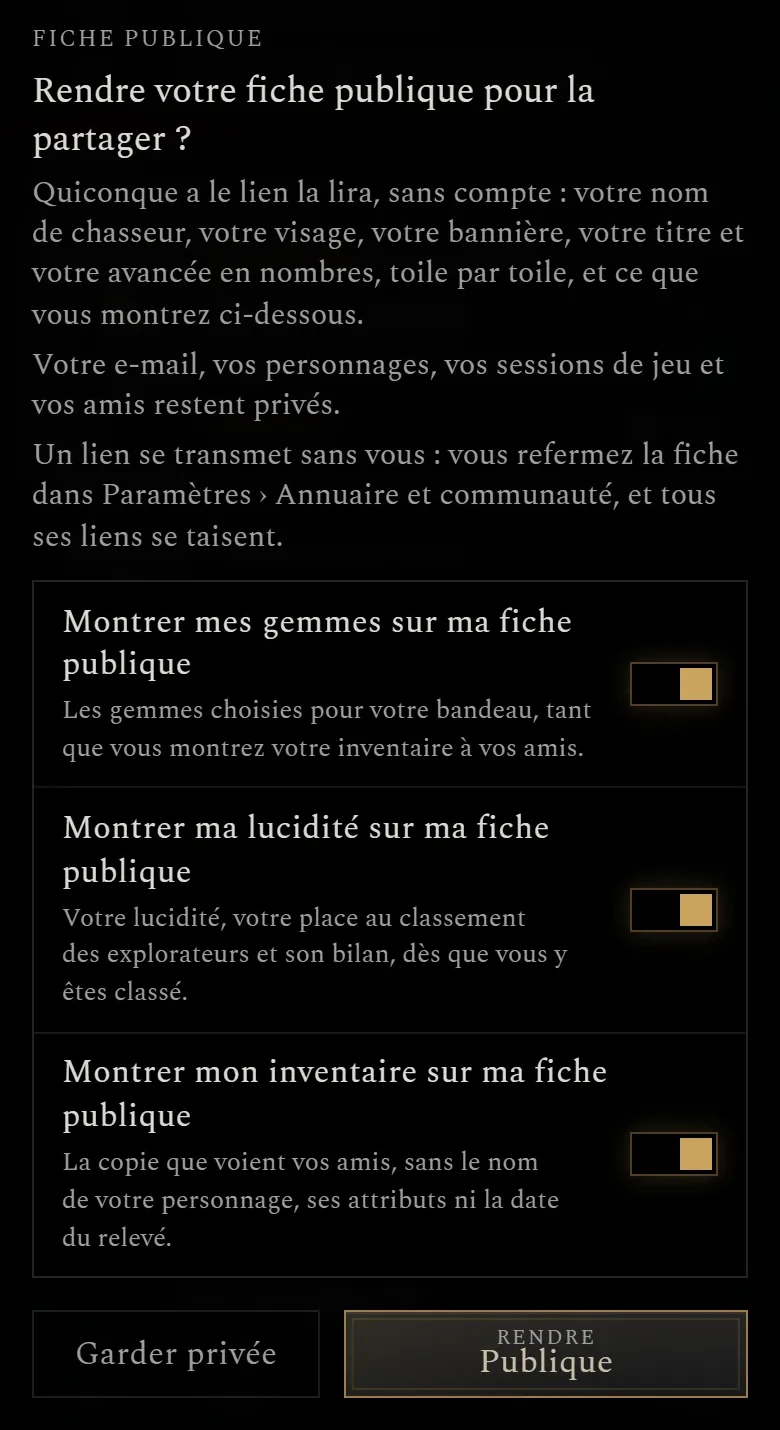 FICHE PUBLIQUE
Rendre votre fiche publique pour la
partager ?
Quiconque a le lien la lira, sans compte : votre nom
de chasseur, votre visage, votre bannière, votre titre et
votre avancée en nombres, toile par toile, et ce que
vous montrez ci-dessous.
Votre e-mail, vos personnages, vos sessions de jeu et
vos amis restent privés.
Un lien se transmet sans vous : vous refermez la fiche
dans Paramètres › Annuaire et communauté, et tous
ses liens se taisent.
Montrer mes gemmes sur ma fiche
publique
Les gemmes choisies pour votre bandeau, tant
que vous montrez votre inventaire à vos amis.
Montrer ma lucidité sur ma fiche
publique
Votre lucidité, votre place au classement
des explorateurs et son bilan, dès que vous y
êtes classé.
Montrer mon inventaire sur ma fiche
publique
La copie que voient vos amis, sans le nom
de votre personnage, ses attributs ni la date
du relevé.
Garder privée
RENDRE
Publique